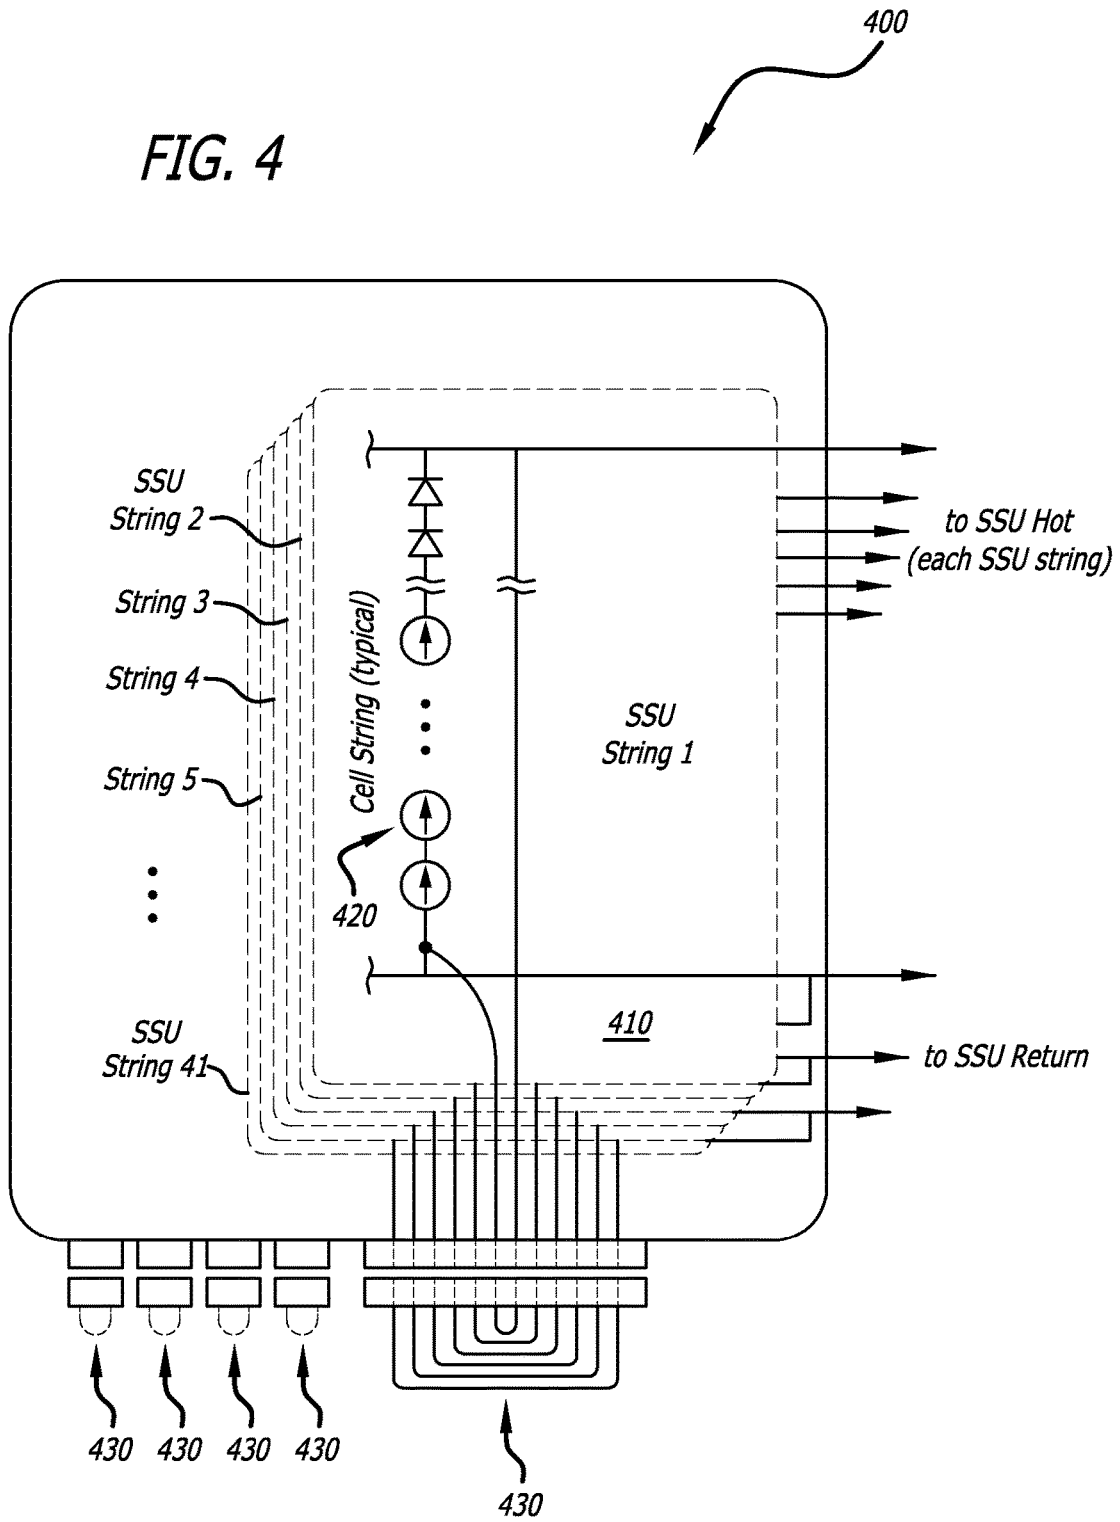 400
FIG. 4
SSU
String 2
to SSU Hot
(each SSU string)
String 3
Cell String (typical)
String 4
SSU
String 1
String 5
420
410
SSU
String 41
to SSU Return
430
430
430
430
430